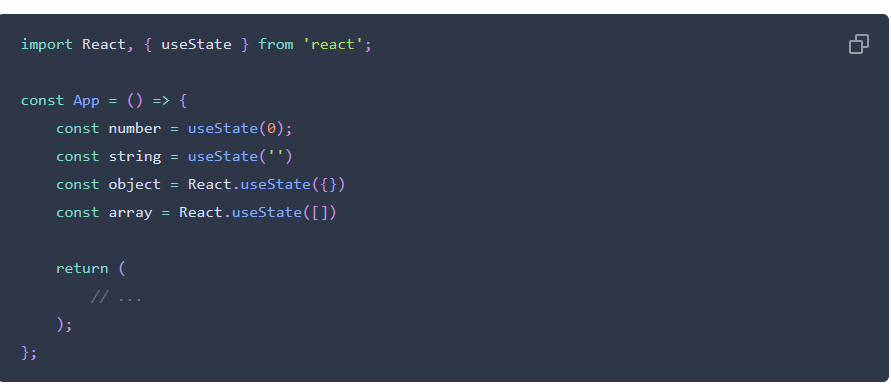 import React, { useState } from 'react';
const App = () => {
const number = useState(0);
const string = useState('')
const object = React.useState({})
const array = React.useState([])
return (
// ...
);
};